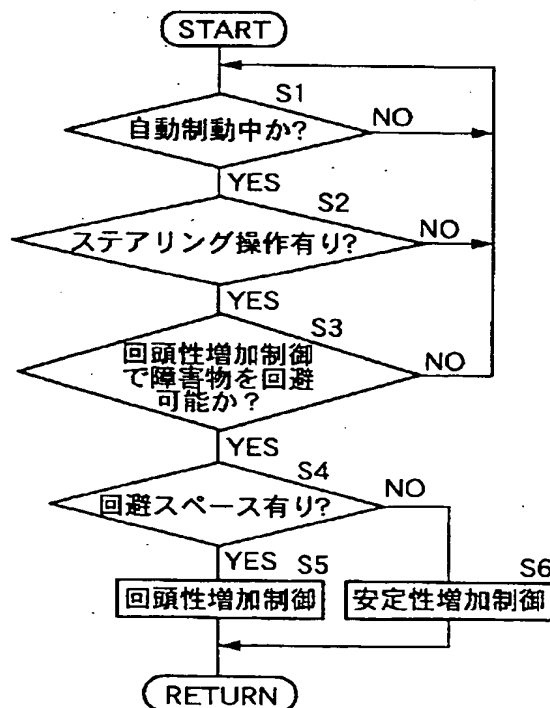 START
S1
自動制動中か?
NO
YES
S2
ステアリング操作有り?
NO
YES
S3
回頭性増加制御
で障害物を回避
可能か?
NO
YES
S4
回避スペース有り?
NO
YES
S5
回頭性増加制御
S6
安定性増加制御
RETURN